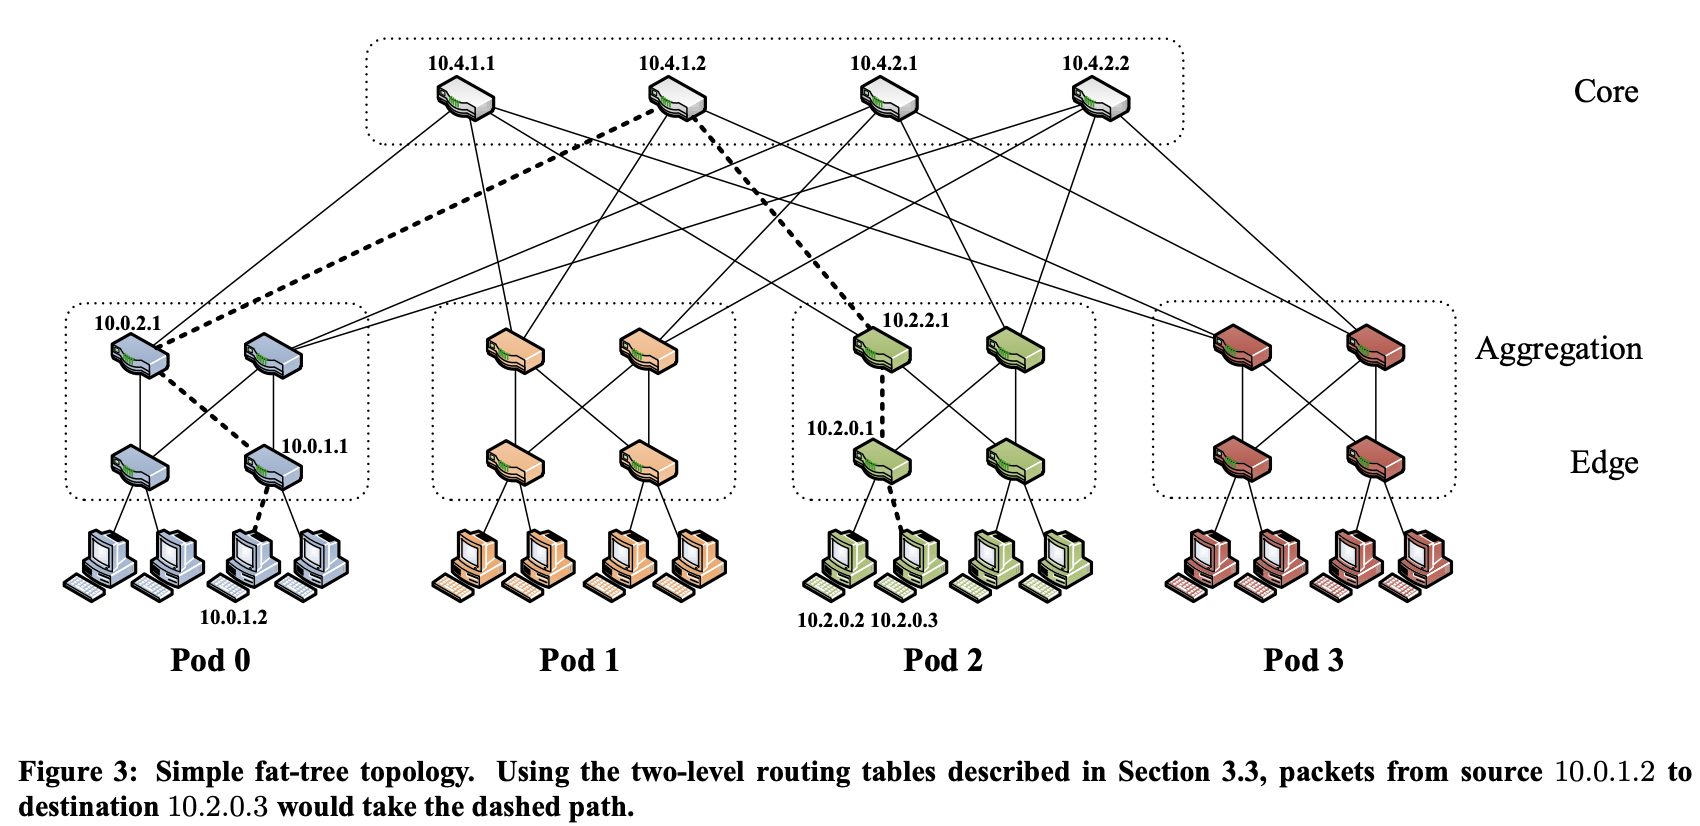 10.4.1.1 10.4.1.2 10.4.2.1 10.4.2.2
Core
10.0.2.1 10.2.2.1
Aggregation
10.2.0.1
10.0.1.1
Edge
10.0.1.2 10.2.0.2 10.2.0.3
Pod 0 Pod 1 Pod 2 Pod 3
Figure 3: Simple fat-tree topology. Using the two-level routing tables described in Section 3.3, packets from source 10.0.1.2 to
destination 10.2.0.3 would take the dashed path.